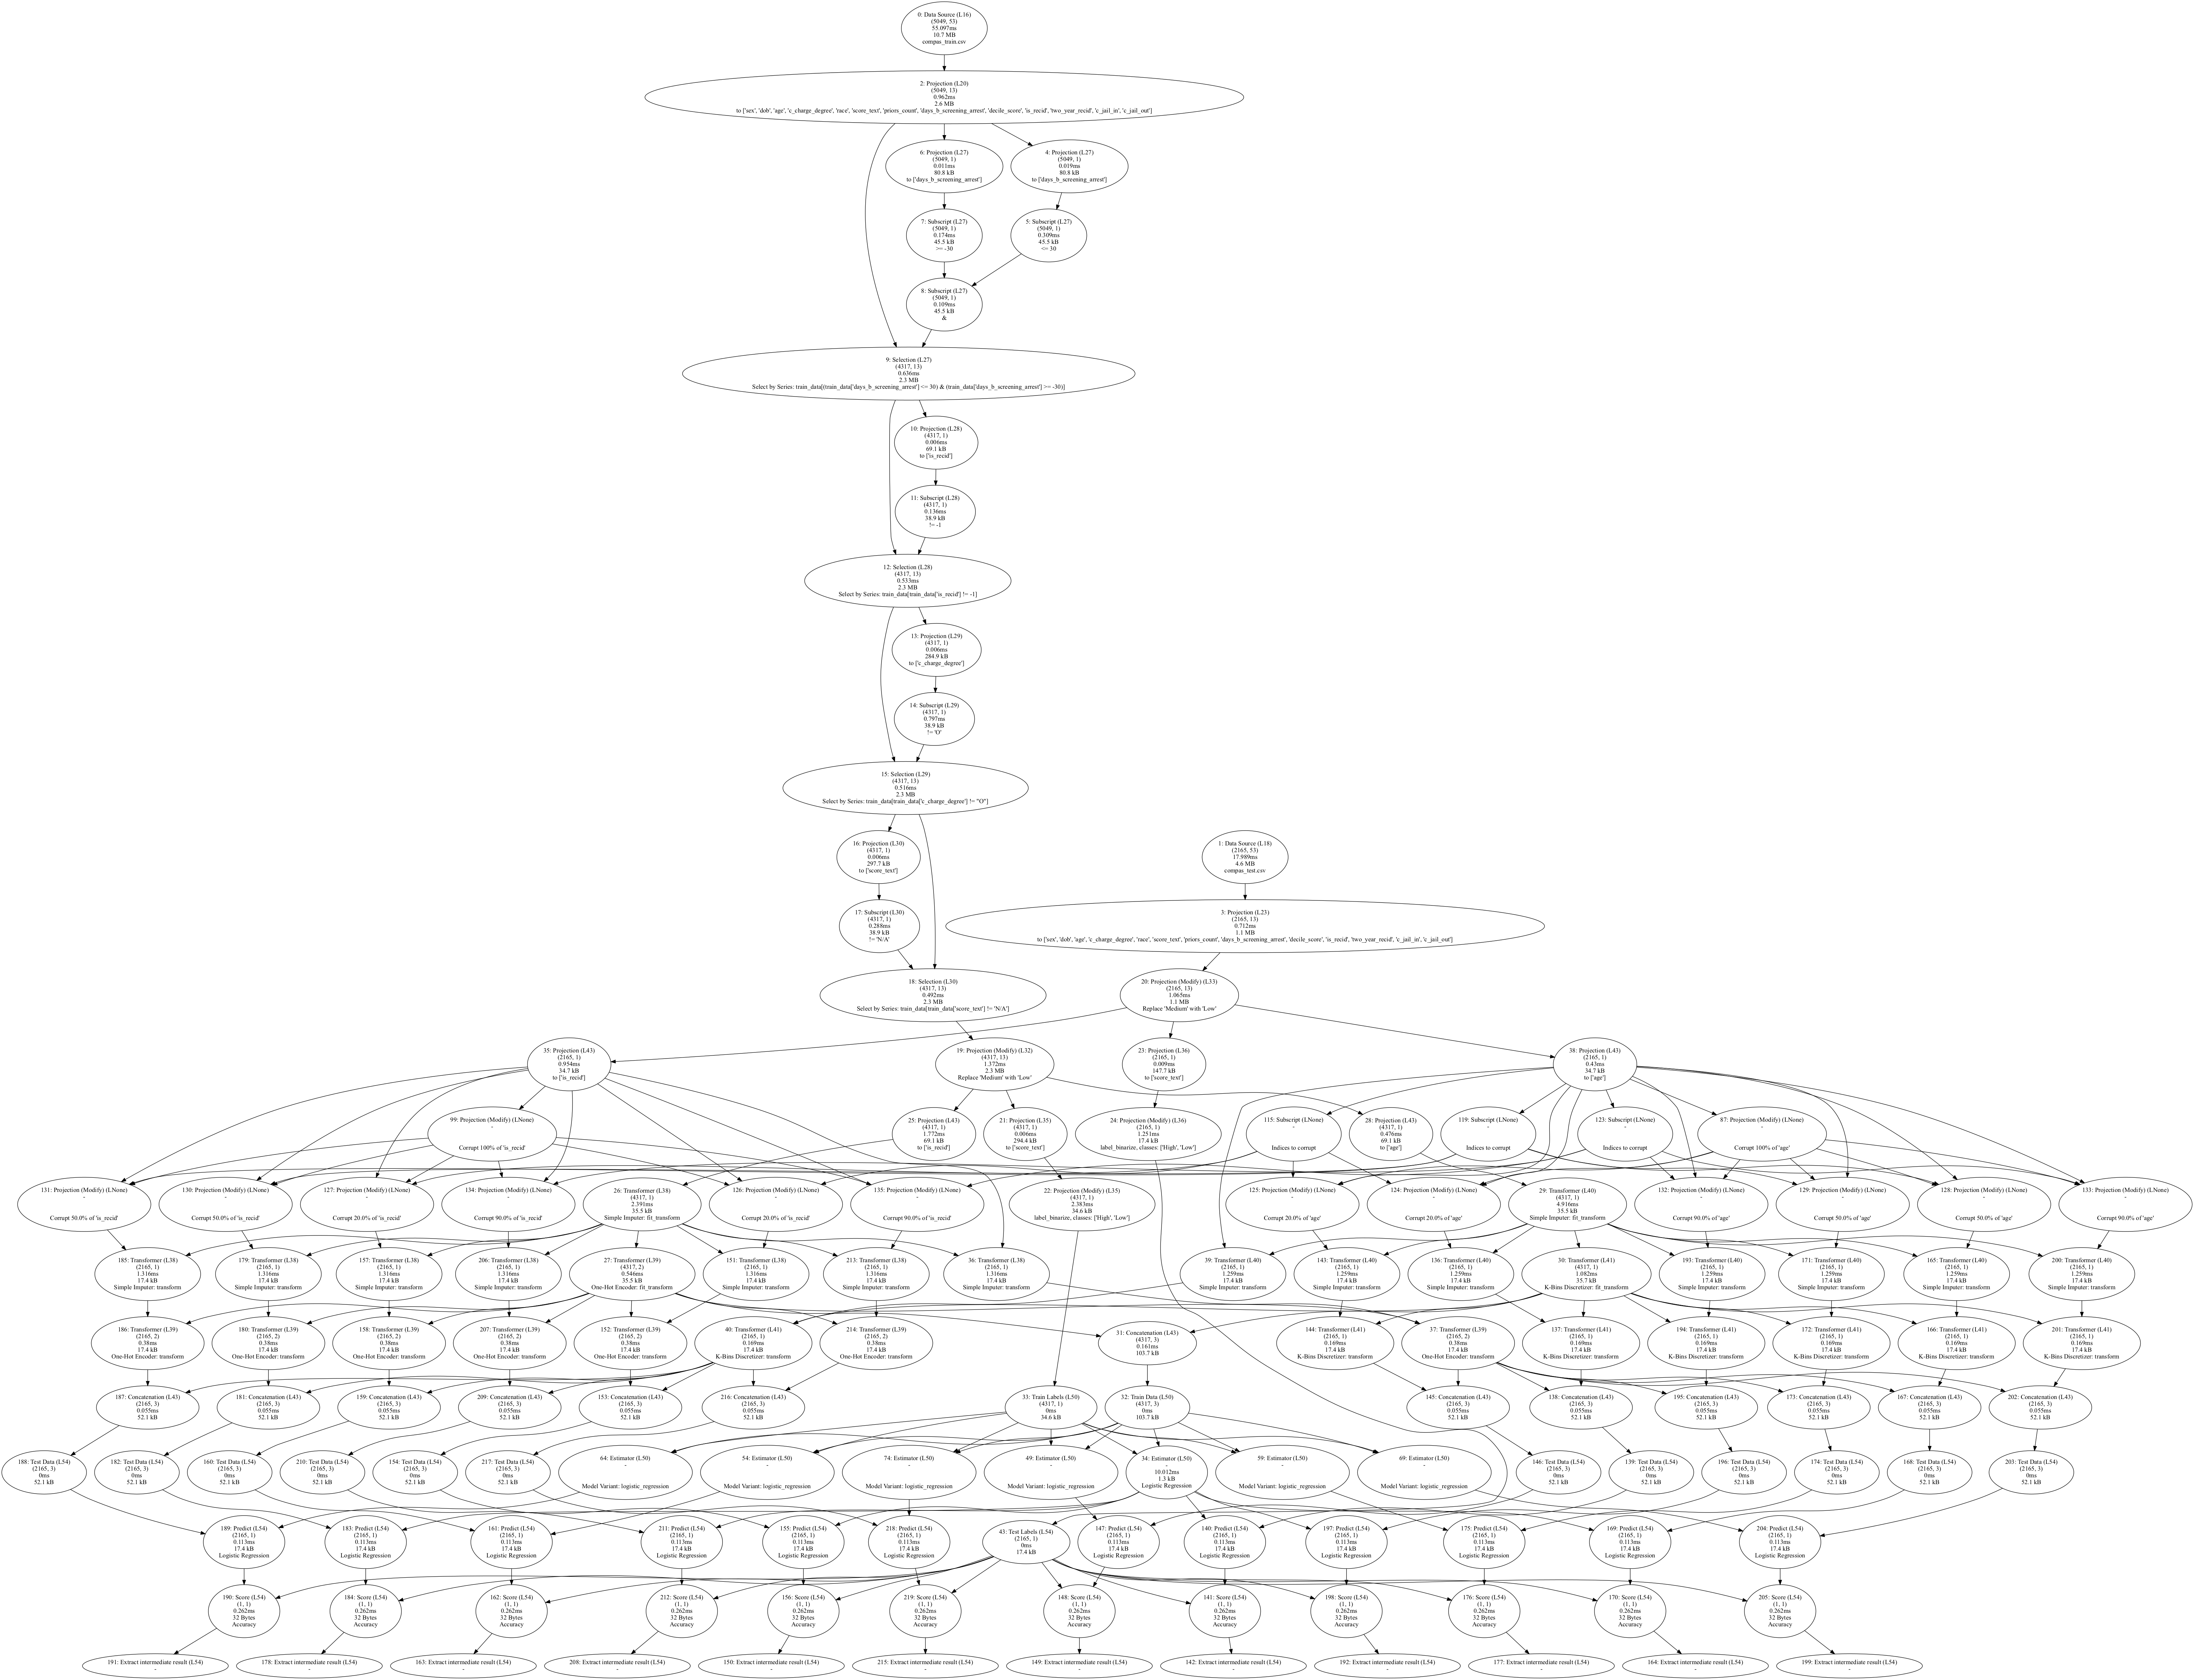 0: Data Source (L16)
(5049, 53)
55.097ms
10.7 MB
compas_train.csv
2: Projection (L20)
(5049, 13)
0.962ms
2.6 MB
to ['sex', 'dob', 'age', 'c_charge_degree', 'race', 'score_text', 'priors_count', 'days_b_screening_arrest', 'decile_score', 'is_recid', 'two_year_recid', 'c_jail_in', 'c_jail_out']
6: Projection (L27)
(5049, 1)
0.011ms
80.8 kB
to ['days_b_screening_arrest']
4: Projection (L27)
(5049, 1)
0.019ms
80.8 kB
to ['days_b_screening_arrest']
7: Subscript (L27)
(5049, 1)
0.174ms
45.5 kB
>= -30
5: Subscript (L27)
(5049, 1)
0.309ms
45.5 kB
<= 30
8: Subscript (L27)
(5049, 1)
0.109ms
45.5 kB
&
9: Selection (L27)
(4317, 13)
0.636ms
2.3 MB
Select by Series: train_data[(train_data['days_b_screening_arrest'] <= 30) & (train_data['days_b_screening_arrest'] >= -30)]
10: Projection (L28)
(4317, 1)
0.006ms
69.1 kB
to ['is_recid']
11: Subscript (L28)
(4317, 1)
0.136ms
38.9 kB
!= -1
12: Selection (L28)
(4317, 13)
0.533ms
2.3 MB
Select by Series: train_data[train_data['is_recid'] != -1]
13: Projection (L29)
(4317, 1)
0.006ms
284.9 kB
to ['c_charge_degree']
14: Subscript (L29)
(4317, 1)
0.797ms
38.9 kB
!= 'O'
15: Selection (L29)
(4317, 13)
0.516ms
2.3 MB
Select by Series: train_data[train_data['c_charge_degree'] != "O"]
16: Projection (L30)
(4317, 1)
0.006ms
297.7 kB
to ['score_text']
1: Data Source (L18)
(2165, 53)
17.989ms
4.6 MB
compas_test.csv
17: Subscript (L30)
(4317, 1)
0.288ms
38.9 kB
!= 'N/A'
3: Projection (L23)
(2165, 13)
0.712ms
1.1 MB
to ['sex', 'dob', 'age', 'c_charge_degree', 'race', 'score_text', 'priors_count', 'days_b_screening_arrest', 'decile_score', 'is_recid', 'two_year_recid', 'c_jail_in', 'c_jail_out']
18: Selection (L30)
(4317, 13)
0.492ms
2.3 MB
Select by Series: train_data[train_data['score_text'] != 'N/A']
20: Projection (Modify) (L33)
(2165, 13)
1.065ms
1.1 MB
Replace 'Medium' with 'Low'
35: Projection (L43)
(2165, 1)
0.954ms
34.7 kB
to ['is_recid']
19: Projection (Modify) (L32)
(4317, 13)
1.372ms
2.3 MB
Replace 'Medium' with 'Low'
23: Projection (L36)
(2165, 1)
0.009ms
147.7 kB
to ['score_text']
38: Projection (L43)
(2165, 1)
0.43ms
34.7 kB
to ['age']
99: Projection (Modify) (LNone)
-
Corrupt 100% of 'is_recid'
25: Projection (L43)
(4317, 1)
1.772ms
69.1 kB
to ['is_recid']
21: Projection (L35)
(4317, 1)
0.006ms
294.4 kB
to ['score_text']
24: Projection (Modify) (L36)
(2165, 1)
1.251ms
17.4 kB
label_binarize, classes: ['High', 'Low']
115: Subscript (LNone)
-
Indices to corrupt
28: Projection (L43)
(4317, 1)
0.476ms
69.1 kB
to ['age']
119: Subscript (LNone)
-
Indices to corrupt
123: Subscript (LNone)
-
Indices to corrupt
87: Projection (Modify) (LNone)
-
Corrupt 100% of 'age'
131: Projection (Modify) (LNone)
-
Corrupt 50.0% of 'is_recid'
130: Projection (Modify) (LNone)
-
Corrupt 50.0% of 'is_recid'
127: Projection (Modify) (LNone)
-
Corrupt 20.0% of 'is_recid'
134: Projection (Modify) (LNone)
-
Corrupt 90.0% of 'is_recid'
26: Transformer (L38)
(4317, 1)
2.391ms
35.5 kB
Simple Imputer: fit_transform
126: Projection (Modify) (LNone)
-
Corrupt 20.0% of 'is_recid'
135: Projection (Modify) (LNone)
-
Corrupt 90.0% of 'is_recid'
22: Projection (Modify) (L35)
(4317, 1)
2.383ms
34.6 kB
label_binarize, classes: ['High', 'Low']
125: Projection (Modify) (LNone)
-
Corrupt 20.0% of 'age'
124: Projection (Modify) (LNone)
-
Corrupt 20.0% of 'age'
29: Transformer (L40)
(4317, 1)
4.916ms
35.5 kB
Simple Imputer: fit_transform
132: Projection (Modify) (LNone)
-
Corrupt 90.0% of 'age'
129: Projection (Modify) (LNone)
-
Corrupt 50.0% of 'age'
128: Projection (Modify) (LNone)
-
Corrupt 50.0% of 'age'
133: Projection (Modify) (LNone)
-
Corrupt 90.0% of 'age'
185: Transformer (L38)
(2165, 1)
1.316ms
17.4 kB
Simple Imputer: transform
179: Transformer (L38)
(2165, 1)
1.316ms
17.4 kB
Simple Imputer: transform
157: Transformer (L38)
(2165, 1)
1.316ms
17.4 kB
Simple Imputer: transform
206: Transformer (L38)
(2165, 1)
1.316ms
17.4 kB
Simple Imputer: transform
27: Transformer (L39)
(4317, 2)
0.546ms
35.5 kB
One-Hot Encoder: fit_transform
151: Transformer (L38)
(2165, 1)
1.316ms
17.4 kB
Simple Imputer: transform
213: Transformer (L38)
(2165, 1)
1.316ms
17.4 kB
Simple Imputer: transform
36: Transformer (L38)
(2165, 1)
1.316ms
17.4 kB
Simple Imputer: transform
39: Transformer (L40)
(2165, 1)
1.259ms
17.4 kB
Simple Imputer: transform
143: Transformer (L40)
(2165, 1)
1.259ms
17.4 kB
Simple Imputer: transform
136: Transformer (L40)
(2165, 1)
1.259ms
17.4 kB
Simple Imputer: transform
30: Transformer (L41)
(4317, 1)
1.082ms
35.7 kB
K-Bins Discretizer: fit_transform
193: Transformer (L40)
(2165, 1)
1.259ms
17.4 kB
Simple Imputer: transform
171: Transformer (L40)
(2165, 1)
1.259ms
17.4 kB
Simple Imputer: transform
165: Transformer (L40)
(2165, 1)
1.259ms
17.4 kB
Simple Imputer: transform
200: Transformer (L40)
(2165, 1)
1.259ms
17.4 kB
Simple Imputer: transform
186: Transformer (L39)
(2165, 2)
0.38ms
17.4 kB
One-Hot Encoder: transform
180: Transformer (L39)
(2165, 2)
0.38ms
17.4 kB
One-Hot Encoder: transform
158: Transformer (L39)
(2165, 2)
0.38ms
17.4 kB
One-Hot Encoder: transform
207: Transformer (L39)
(2165, 2)
0.38ms
17.4 kB
One-Hot Encoder: transform
152: Transformer (L39)
(2165, 2)
0.38ms
17.4 kB
One-Hot Encoder: transform
40: Transformer (L41)
(2165, 1)
0.169ms
17.4 kB
K-Bins Discretizer: transform
214: Transformer (L39)
(2165, 2)
0.38ms
17.4 kB
One-Hot Encoder: transform
31: Concatenation (L43)
(4317, 3)
0.161ms
103.7 kB
144: Transformer (L41)
(2165, 1)
0.169ms
17.4 kB
K-Bins Discretizer: transform
37: Transformer (L39)
(2165, 2)
0.38ms
17.4 kB
One-Hot Encoder: transform
137: Transformer (L41)
(2165, 1)
0.169ms
17.4 kB
K-Bins Discretizer: transform
194: Transformer (L41)
(2165, 1)
0.169ms
17.4 kB
K-Bins Discretizer: transform
172: Transformer (L41)
(2165, 1)
0.169ms
17.4 kB
K-Bins Discretizer: transform
166: Transformer (L41)
(2165, 1)
0.169ms
17.4 kB
K-Bins Discretizer: transform
201: Transformer (L41)
(2165, 1)
0.169ms
17.4 kB
K-Bins Discretizer: transform
187: Concatenation (L43)
(2165, 3)
0.055ms
52.1 kB
181: Concatenation (L43)
(2165, 3)
0.055ms
52.1 kB
159: Concatenation (L43)
(2165, 3)
0.055ms
52.1 kB
209: Concatenation (L43)
(2165, 3)
0.055ms
52.1 kB
153: Concatenation (L43)
(2165, 3)
0.055ms
52.1 kB
216: Concatenation (L43)
(2165, 3)
0.055ms
52.1 kB
33: Train Labels (L50)
(4317, 1)
0ms
34.6 kB
32: Train Data (L50)
(4317, 3)
0ms
103.7 kB
145: Concatenation (L43)
(2165, 3)
0.055ms
52.1 kB
138: Concatenation (L43)
(2165, 3)
0.055ms
52.1 kB
195: Concatenation (L43)
(2165, 3)
0.055ms
52.1 kB
173: Concatenation (L43)
(2165, 3)
0.055ms
52.1 kB
167: Concatenation (L43)
(2165, 3)
0.055ms
52.1 kB
202: Concatenation (L43)
(2165, 3)
0.055ms
52.1 kB
188: Test Data (L54)
(2165, 3)
0ms
52.1 kB
182: Test Data (L54)
(2165, 3)
0ms
52.1 kB
160: Test Data (L54)
(2165, 3)
0ms
52.1 kB
210: Test Data (L54)
(2165, 3)
0ms
52.1 kB
154: Test Data (L54)
(2165, 3)
0ms
52.1 kB
217: Test Data (L54)
(2165, 3)
0ms
52.1 kB
64: Estimator (L50)
-
Model Variant: logistic_regression
54: Estimator (L50)
-
Model Variant: logistic_regression
74: Estimator (L50)
-
Model Variant: logistic_regression
49: Estimator (L50)
-
Model Variant: logistic_regression
34: Estimator (L50)
-
10.012ms
1.3 kB
Logistic Regression
59: Estimator (L50)
-
Model Variant: logistic_regression
69: Estimator (L50)
-
Model Variant: logistic_regression
146: Test Data (L54)
(2165, 3)
0ms
52.1 kB
139: Test Data (L54)
(2165, 3)
0ms
52.1 kB
196: Test Data (L54)
(2165, 3)
0ms
52.1 kB
174: Test Data (L54)
(2165, 3)
0ms
52.1 kB
168: Test Data (L54)
(2165, 3)
0ms
52.1 kB
203: Test Data (L54)
(2165, 3)
0ms
52.1 kB
189: Predict (L54)
(2165, 1)
0.113ms
17.4 kB
Logistic Regression
183: Predict (L54)
(2165, 1)
0.113ms
17.4 kB
Logistic Regression
161: Predict (L54)
(2165, 1)
0.113ms
17.4 kB
Logistic Regression
211: Predict (L54)
(2165, 1)
0.113ms
17.4 kB
Logistic Regression
155: Predict (L54)
(2165, 1)
0.113ms
17.4 kB
Logistic Regression
218: Predict (L54)
(2165, 1)
0.113ms
17.4 kB
Logistic Regression
43: Test Labels (L54)
(2165, 1)
0ms
17.4 kB
147: Predict (L54)
(2165, 1)
0.113ms
17.4 kB
Logistic Regression
140: Predict (L54)
(2165, 1)
0.113ms
17.4 kB
Logistic Regression
197: Predict (L54)
(2165, 1)
0.113ms
17.4 kB
Logistic Regression
175: Predict (L54)
(2165, 1)
0.113ms
17.4 kB
Logistic Regression
169: Predict (L54)
(2165, 1)
0.113ms
17.4 kB
Logistic Regression
204: Predict (L54)
(2165, 1)
0.113ms
17.4 kB
Logistic Regression
190: Score (L54)
(1, 1)
0.262ms
32 Bytes
Accuracy
184: Score (L54)
(1, 1)
0.262ms
32 Bytes
Accuracy
162: Score (L54)
(1, 1)
0.262ms
32 Bytes
Accuracy
212: Score (L54)
(1, 1)
0.262ms
32 Bytes
Accuracy
156: Score (L54)
(1, 1)
0.262ms
32 Bytes
Accuracy
219: Score (L54)
(1, 1)
0.262ms
32 Bytes
Accuracy
148: Score (L54)
(1, 1)
0.262ms
32 Bytes
Accuracy
141: Score (L54)
(1, 1)
0.262ms
32 Bytes
Accuracy
198: Score (L54)
(1, 1)
0.262ms
32 Bytes
Accuracy
176: Score (L54)
(1, 1)
0.262ms
32 Bytes
Accuracy
170: Score (L54)
(1, 1)
0.262ms
32 Bytes
Accuracy
205: Score (L54)
(1, 1)
0.262ms
32 Bytes
Accuracy
191: Extract intermediate result (L54)
-
178: Extract intermediate result (L54)
-
163: Extract intermediate result (L54)
-
208: Extract intermediate result (L54)
-
150: Extract intermediate result (L54)
-
215: Extract intermediate result (L54)
-
149: Extract intermediate result (L54)
-
142: Extract intermediate result (L54)
-
192: Extract intermediate result (L54)
-
177: Extract intermediate result (L54)
-
164: Extract intermediate result (L54)
-
199: Extract intermediate result (L54)
-